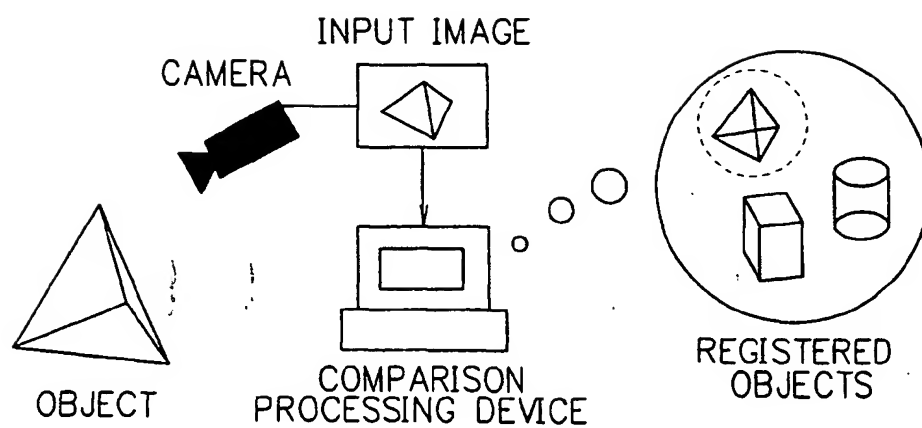 INPUT IMAGE
CAMERA
OBJECT
COMPARISON
PROCESSING DEVICE
REGISTERED
OBJECTS